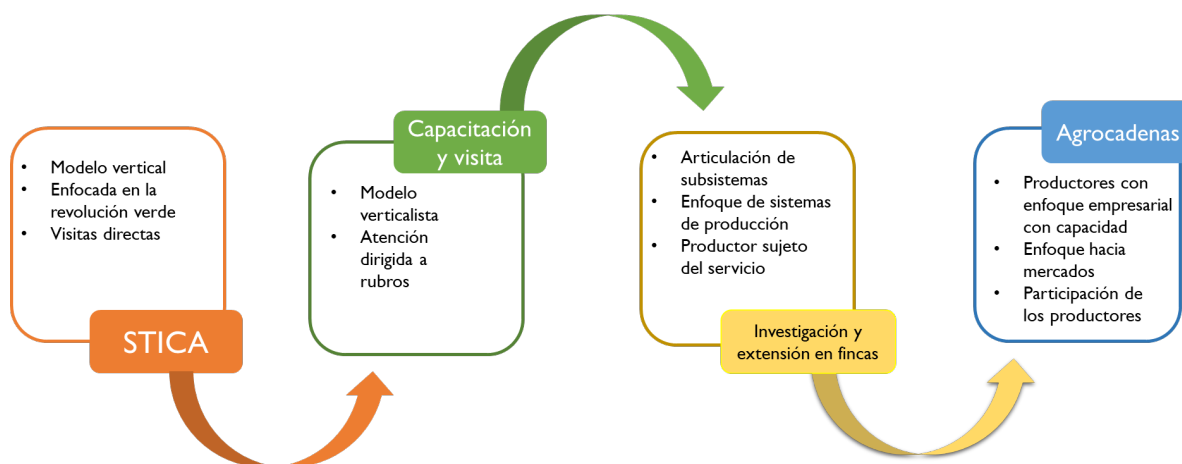 • Modelo vertical
• Enfocada en la
revolución verde
• Visitas directas
STICA
Capacitación
y visita
• Modelo
verticalista
• Atención
dirigida a
rubros
• Articulación de
subsistemas
• Enfoque de sistemas
de producción
• Productor sujeto
del servicio
Investigación y
extensión en fincas
Agrocadenas
• Productores con
enfoque empresarial
con capacidad
• Enfoque hacia
mercados
• Participación de
los productores